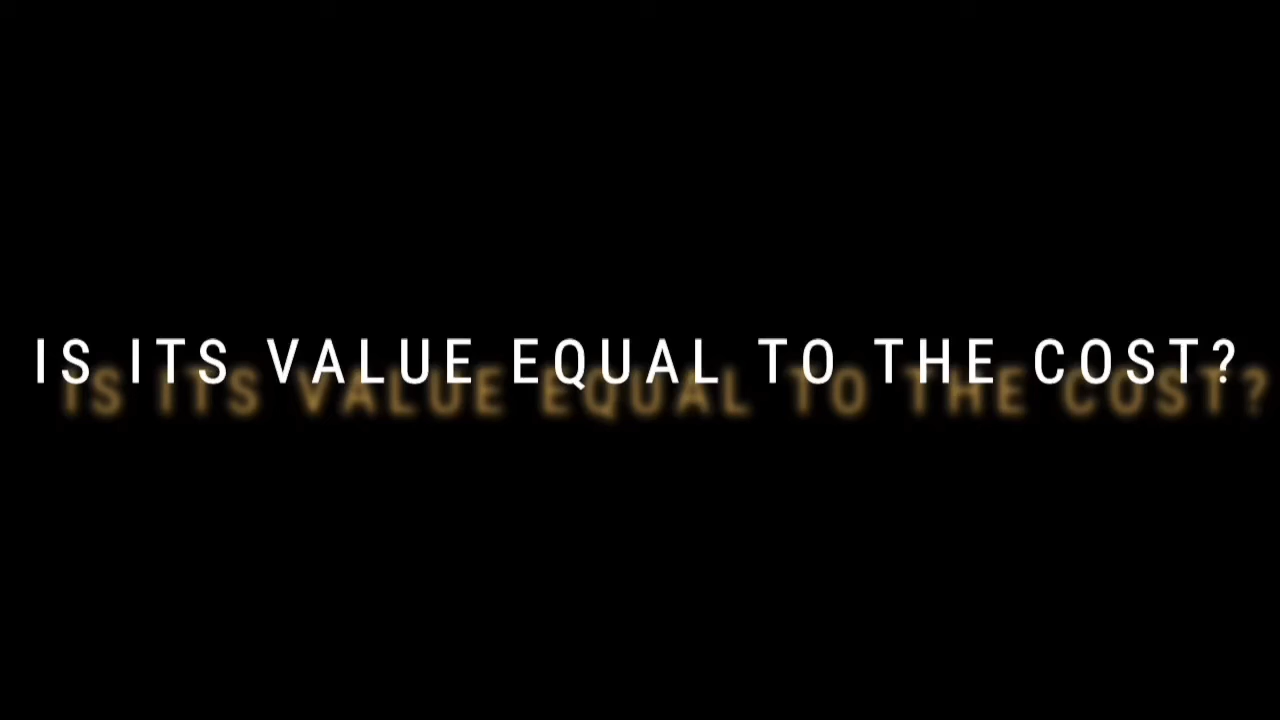 IS ITS VALUE EQUAL TO THE COST?